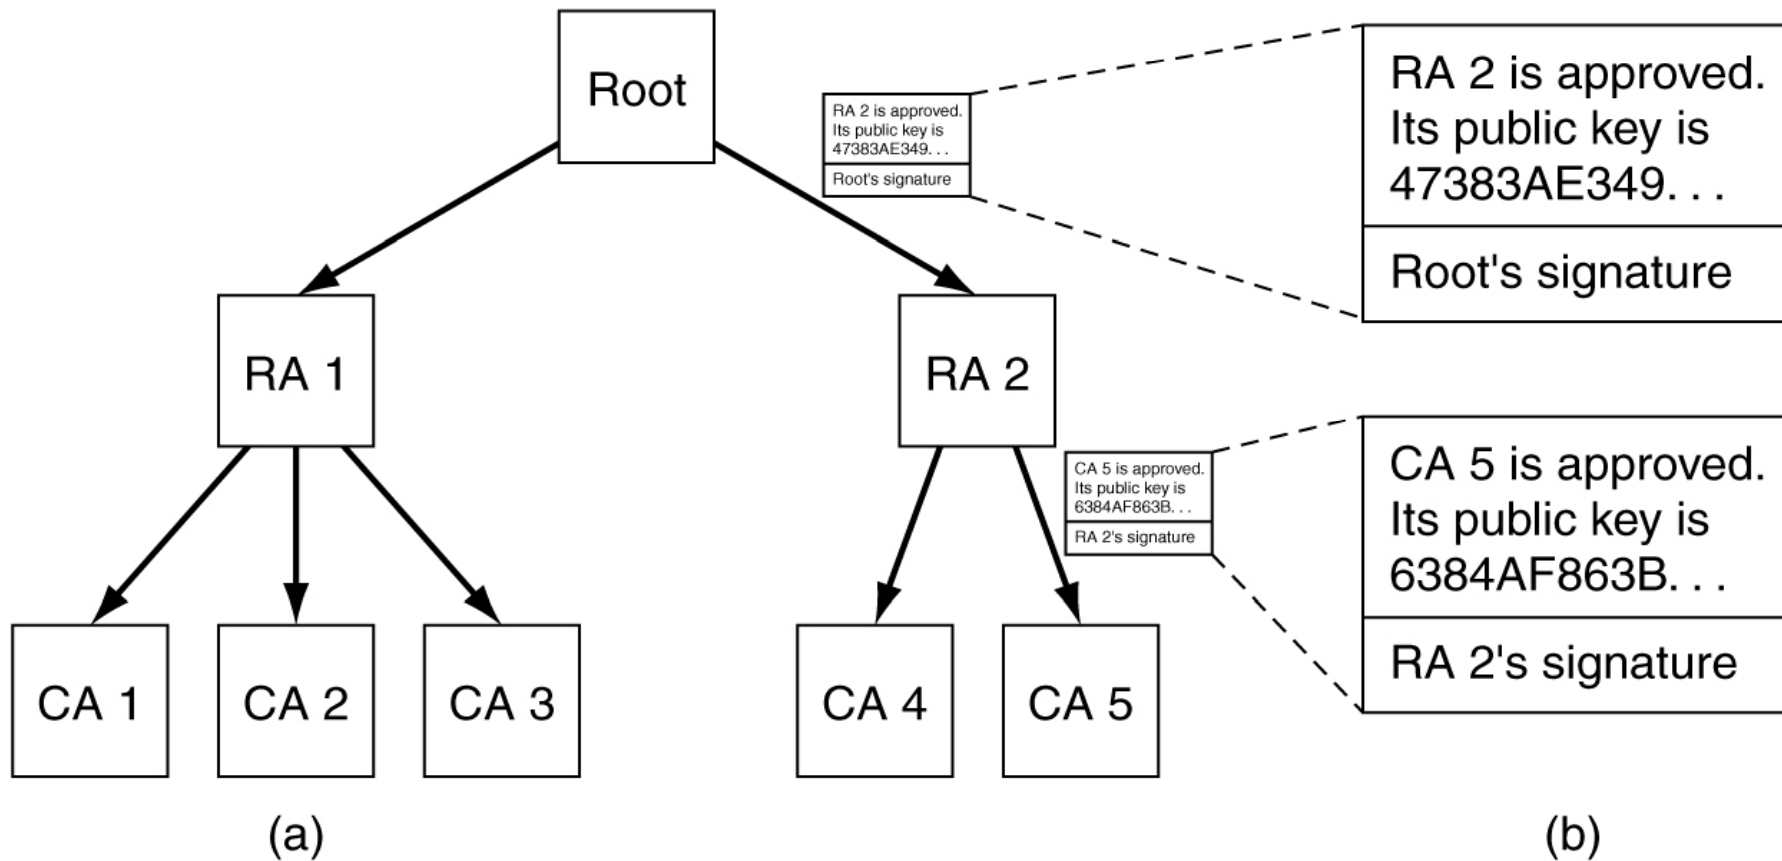 Root
RA 2 is approved.
Its public key is
47383AE349. . .
Root's signature
RA 2 is approved.
Its public key is
47383AE349. . .
Root's signature
RA 1
RA 2
CA 5 is approved.
Its public key is
6384AF863B. . .
RA 2's signature
CA 5 is approved.
Its public key is
6384AF863B. . .
RA 2's signature
CA 1
CA 2
CA 3
CA 4
CA 5
(a)
(b)